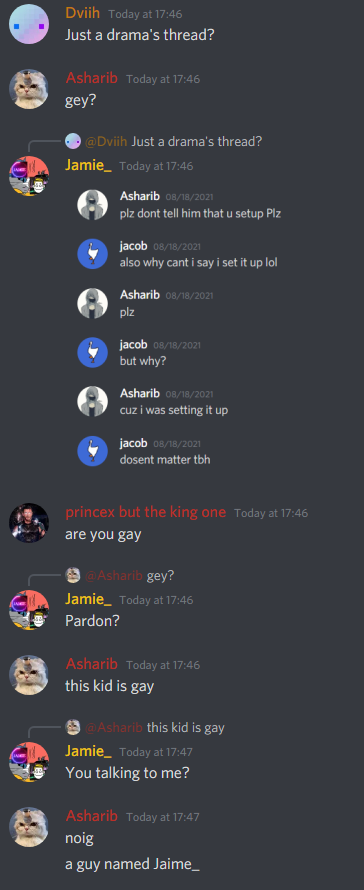 Dviih Today at 17:46
Just a drama's thread?
Asharib Today at 17:46
gey?
@Dviih Just a drama's thread?
Jamie_ Today at 17:46
Asharib 08/18/2021
plz dont tell him that u setup Plz
jacob 08/18/2021
also why cant i say i set it up lol
Asharib 08/18/2021
plz
jacob 08/18/2021
but why?
Asharib 08/18/2021
cuz i was setting it up
jacob 08/18/2021
dosent matter tbh
princex but the king one Today at 17:46
are you gay
@Asharib gey?
Jamie_ Today at 17:46
Pardon?
Asharib Today at 17:46
this kid is gay
@Asharib this kid is gay
Jamie_ Today at 17:47
You talking to me?
Asharib Today at 17:47
noig
a guy named Jaime_